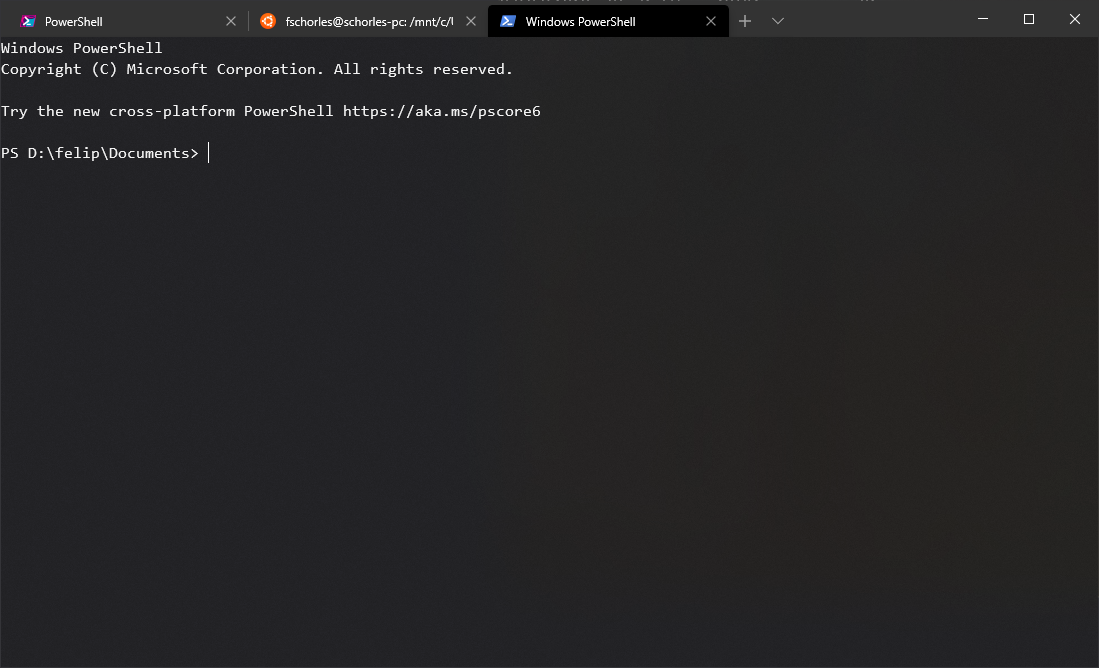 PowerShell
fschorles@schorles-pc: /mnt/c/U
Windows PowerShell
Windows PowerShell
Copyright (C) Microsoft Corporation. All rights reserved.
Try the new cross-platform PowerShell https://aka.ms/pscore6
PS D:\felip\Documents>